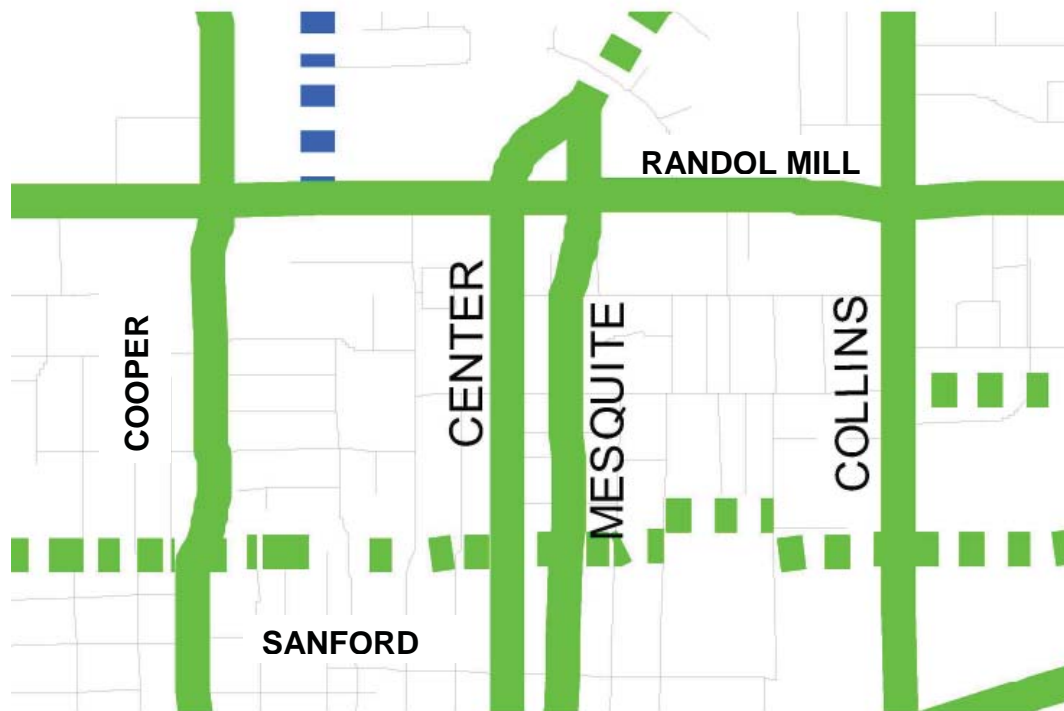 RANDOL MILL
COOPER
CENTER
MESQUITE
COLLINS
SANFORD